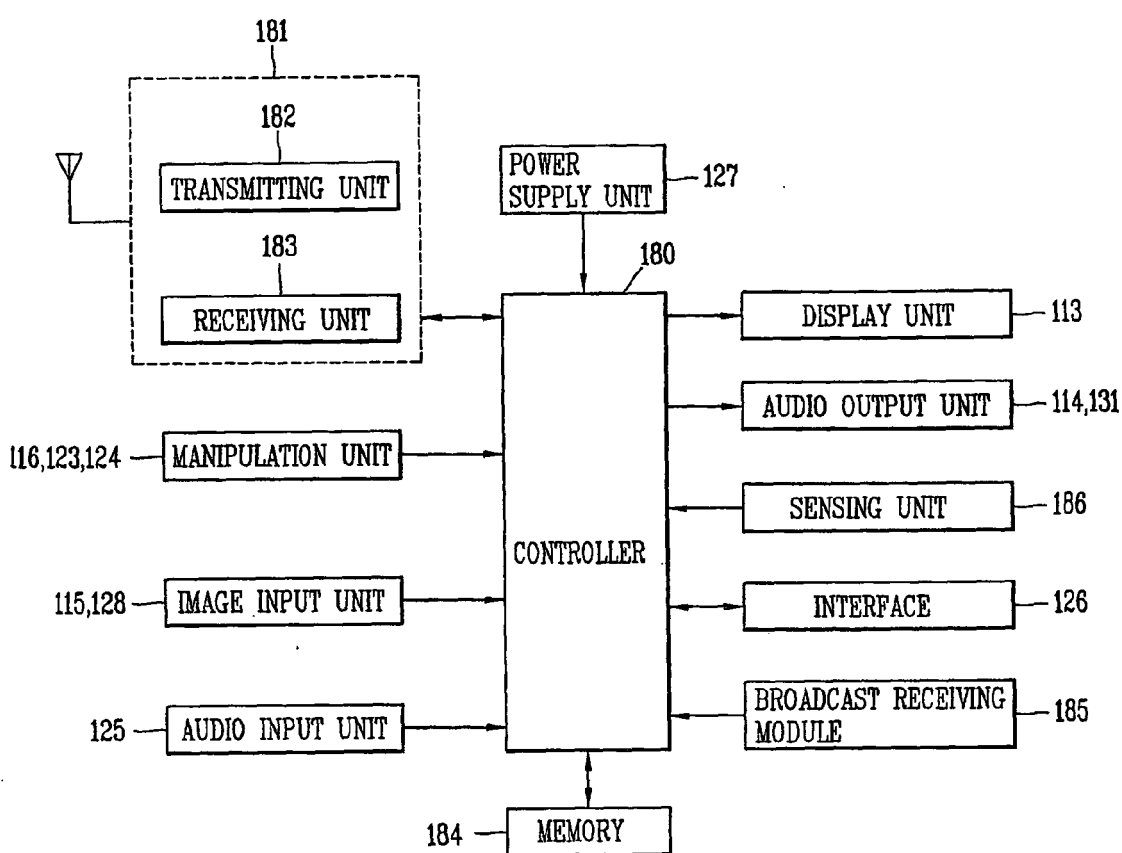 181
182
TRANSMITTING UNIT
183
RECEIVING UNIT
POWER
SUPPLY UNIT
127
180
CONTROLLER
DISPLAY UNIT
113
AUDIO OUTPUT UNIT
114,131
116,123,124
MANIPULATION UNIT
SENSING UNIT
186
115,128
IMAGE INPUT UNIT
INTERFACE
126
125
AUDIO INPUT UNIT
BROADCAST RECEIVING
MODULE
185
184
MEMORY